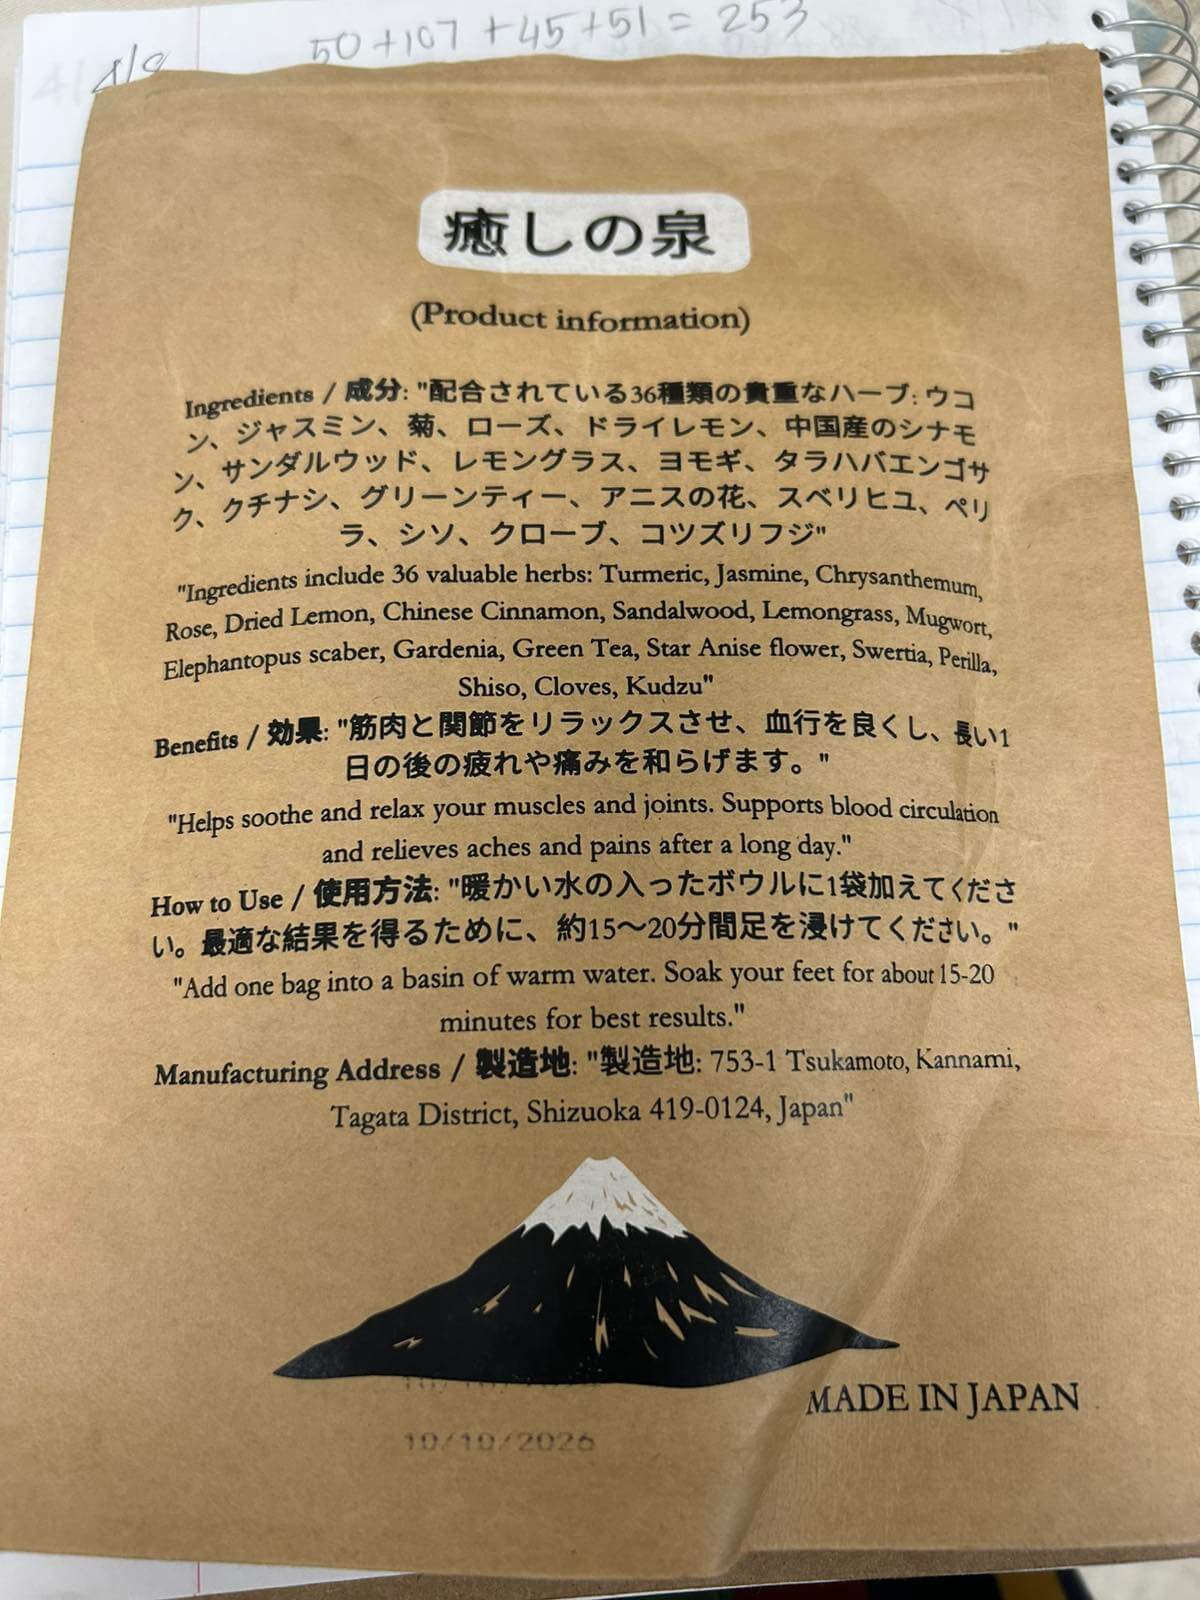 50+107+45+51=253
4/8
癒しの泉
(Product information)
Ingredients / 成分: "配合されている36種類の貴重なハーブ: ウコ
ン、ジャスミン、菊、ローズ、ドライレモン、中国産のシナモ
ン、サンダルウッド、レモングラス、ヨモギ、タラハバエンゴサ
ク、クチナシ、グリーンティー、アニスの花、スベリヒユ、ペリ
ラ、シソ、クローブ、コツズリフジ"
"Ingredients include 36 valuable herbs: Turmeric, Jasmine, Chrysanthemum,
Rose, Dried Lemon, Chinese Cinnamon, Sandalwood, Lemongrass, Mugwort,
Elephantopus scaber, Gardenia, Green Tea, Star Anise flower, Swertia, Perilla,
Shiso, Cloves, Kudzu"
Benefits / 効果: "筋肉と関節をリラックスさせ、血行を良くし、長い1
日の後の疲れや痛みを和らげます。"
"Helps soothe and relax your muscles and joints. Supports blood circulation
and relieves aches and pains after a long day."
How to Use / 使用方法: "暖かい水の入ったボウルに1袋加えてくださ
い。最適な結果を得るために、約15～20分間足を浸けてください。"
"Add one bag into a basin of warm water. Soak your feet for about 15-20
minutes for best results."
Manufacturing Address / 製造地: "製造地: 753-1 Tsukamoto, Kannami,
Tagata District, Shizuoka 419-0124, Japan"
MADE IN JAPAN
10/10/2026